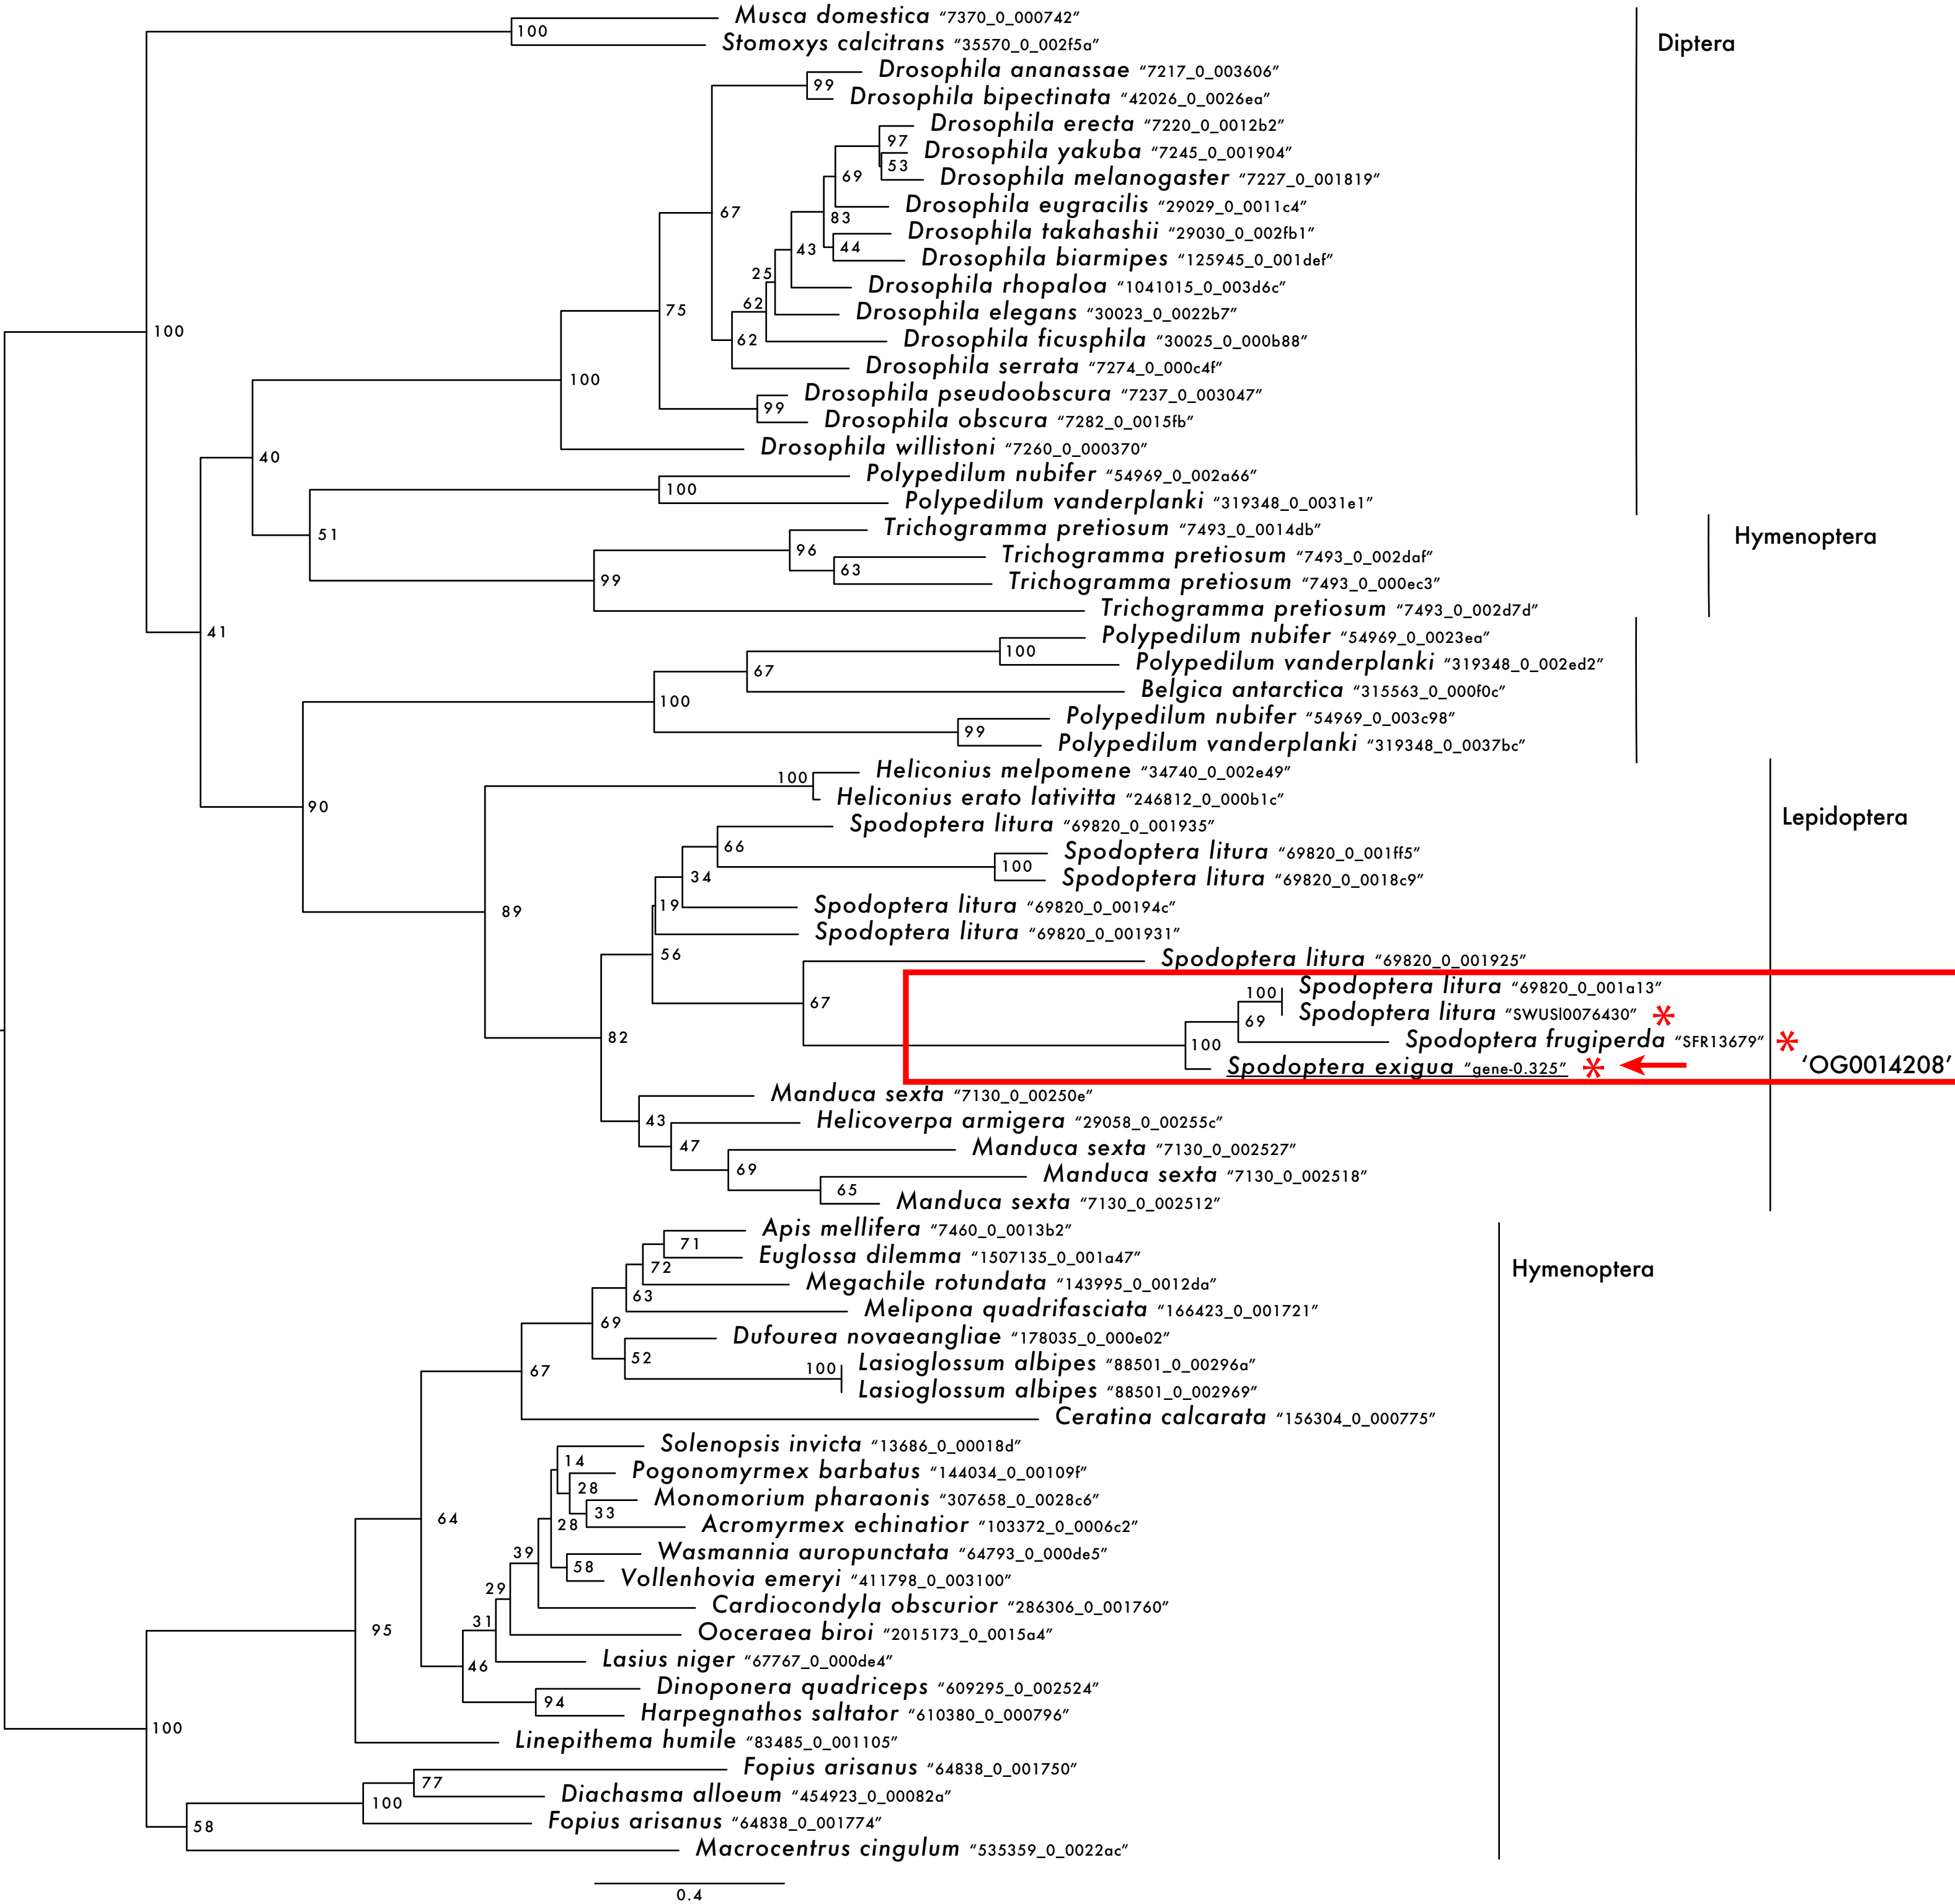 Musca domestica “7370_0_000742”
100
Stomoxys calcitrans “35570_0_002f5a”
Diptera
Drosophila ananassae “7217_0_003606”
99
Drosophila bipectinata “42026_0_0026ea”
Drosophila erecta “7220_0_0012b2”
97
Drosophila yakuba “7245_0_001904”
53
Drosophila melanogaster “7227_0_001819”
69
Drosophila eugracilis “29029_0_0011c4”
67
83
Drosophila takahashii “29030_0_002fb1”
43
44
Drosophila biarmipes “125945_0_001def”
25
Drosophila rhopaloa “1041015_0_003d6c”
62
75
Drosophila elegans “30023_0_0022b7”
100
62
Drosophila ficusphila “30025_0_000b88”
Drosophila serrata “7274_0_000c4f”
100
Drosophila pseudoobscura “7237_0_003047”
99
Drosophila obscura “7282_0_0015fb”
Drosophila willistoni “7260_0_000370”
40
Polypedilum nubifer “54969_0_002a66”
100
Polypedilum vanderplanki “319348_0_0031e1”
51
Trichogramma pretiosum “7493_0_0014db”
Hymenoptera
96
Trichogramma pretiosum “7493_0_002daf”
63
99
Trichogramma pretiosum “7493_0_000ec3”
Trichogramma pretiosum “7493_0_002d7d”
41
Polypedilum nubifer “54969_0_0023ea”
100
Polypedilum vanderplanki “319348_0_002ed2”
67
Belgica antarctica “315563_0_000f0c”
100
Polypedilum nubifer “54969_0_003c98”
99
Polypedilum vanderplanki “319348_0_0037bc”
Heliconius melpomene “34740_0_002e49”
100
Heliconius erato lativitta “246812_0_000b1c”
90
Lepidoptera
Spodoptera litura “69820_0_001935”
66
Spodoptera litura “69820_0_001ff5”
100
34
Spodoptera litura “69820_0_0018c9”
19
Spodoptera litura “69820_0_00194c”
89
Spodoptera litura “69820_0_001931”
56
Spodoptera litura “69820_0_001925”
Spodoptera litura “69820_0_001a13”
100
67
Spodoptera litura “SWUSl0076430” *
69
Spodoptera frugiperda “SFR13679” *
82
100
Spodoptera exigua “gene-0.325” *
‘OG0014208’
Manduca sexta “7130_0_00250e”
43
Helicoverpa armigera “29058_0_00255c”
47
Manduca sexta “7130_0_002527”
69
Manduca sexta “7130_0_002518”
65
Manduca sexta “7130_0_002512”
Apis mellifera “7460_0_0013b2”
71
Euglossa dilemma “1507135_0_001a47”
72
Hymenoptera
Megachile rotundata “143995_0_0012da”
63
Melipona quadrifasciata “166423_0_001721”
69
Dufourea novaeangliae “178035_0_000e02”
52
Lasioglossum albipes “88501_0_00296a”
100
67
Lasioglossum albipes “88501_0_002969”
Ceratina calcarata “156304_0_000775”
Solenopsis invicta “13686_0_00018d”
14
Pogonomyrmex barbatus “144034_0_00109f”
28
Monomorium pharaonis “307658_0_0028c6”
33
64
28
Acromyrmex echinatior “103372_0_0006c2”
39
Wasmannia auropunctata “64793_0_000de5”
58
Vollenhovia emeryi “411798_0_003100”
29
Cardiocondyla obscurior “286306_0_001760”
31
95
Ooceraea biroi “2015173_0_0015a4”
46
Lasius niger “67767_0_000de4”
Dinoponera quadriceps “609295_0_002524”
94
Harpegnathos saltator “610380_0_000796”
100
Linepithema humile “83485_0_001105”
Fopius arisanus “64838_0_001750”
77
Diachasma alloeum “454923_0_00082a”
100
Fopius arisanus “64838_0_001774”
58
Macrocentrus cingulum “535359_0_0022ac”
0.4